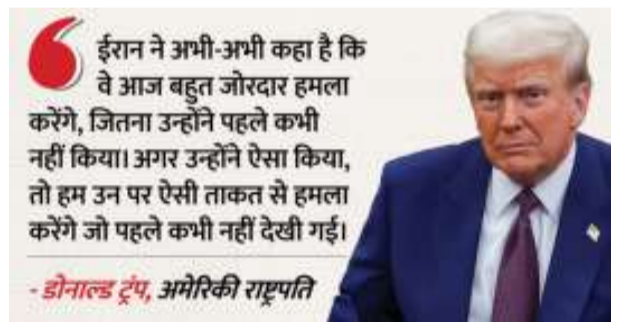 ईरान ने अभी-अभी कहा है कि
वे आज बहुत जोरदार हमला
करेंगे, जितना उन्होंने पहले कभी
नहीं किया। अगर उन्होंने ऐसा किया,
तो हम उन पर ऐसी ताकत से हमला
करेंगे जो पहले कभी नहीं देखी गई।
- डोनाल्ड ट्रंप, अमेरिकी राष्ट्रपति